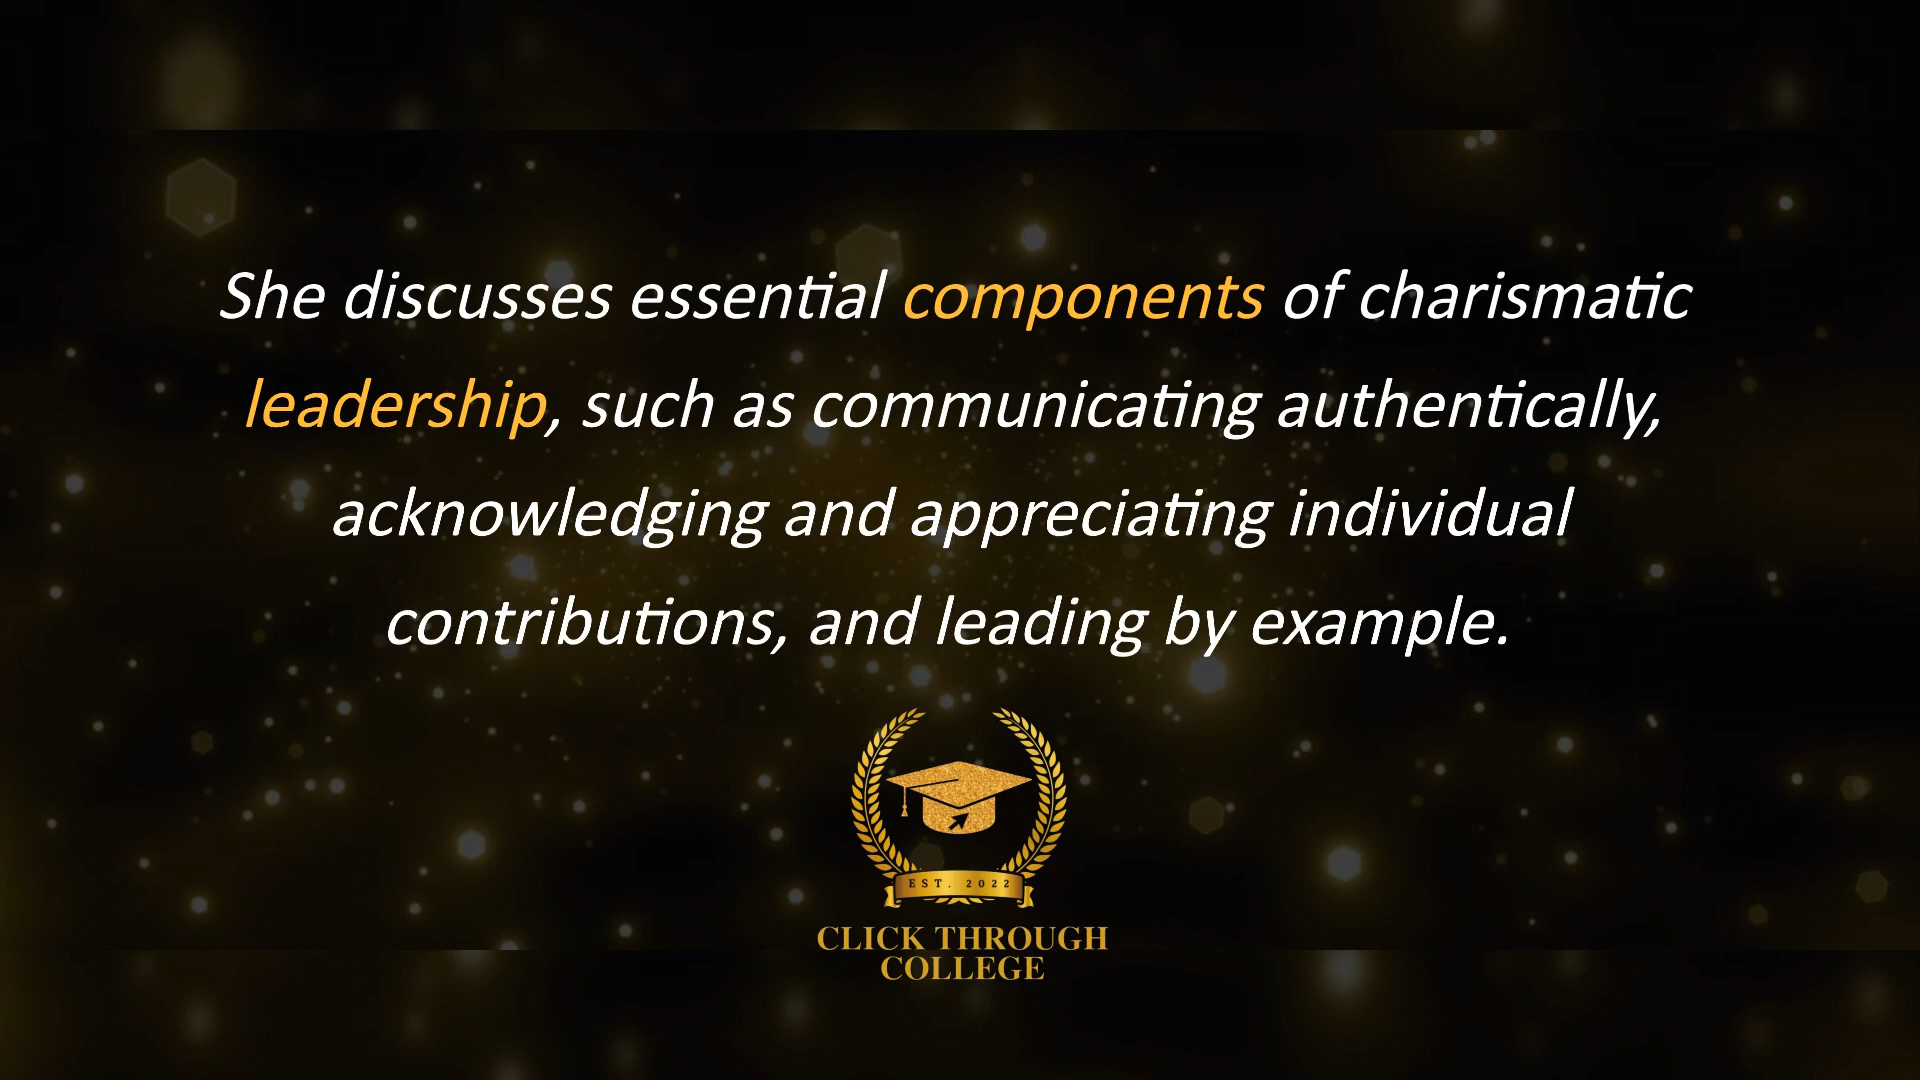 She discusses essential components of charismatic
leadership, such as communicating authentically,
acknowledging and appreciating individual
contributions, and leading by example.
EST. 2022
CLICK THROUGH
COLLEGE